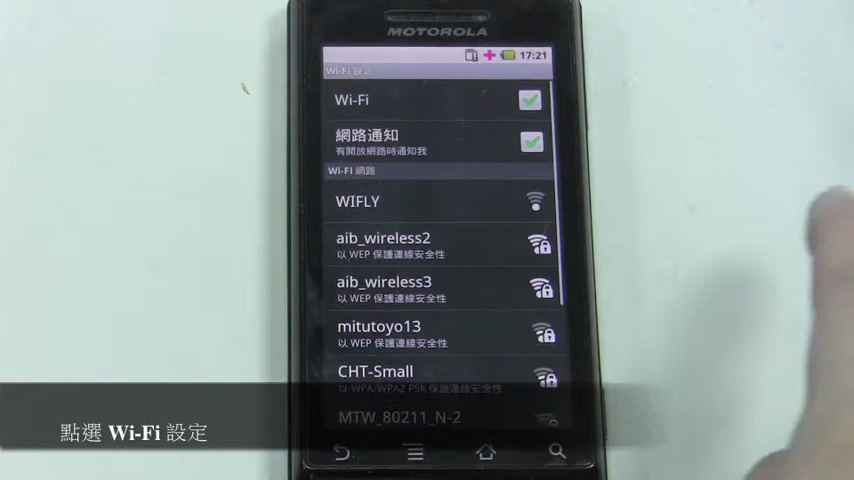 MOTOROLA
17:21
Wi-Fi 設定
Wi-Fi
網路通知
有開放網路時通知我
Wi-Fi 網路
WIFLY
aib_wireless2
以 WEP 保護連線安全性
aib_wireless3
以 WEP 保護連線安全性
mitutoyo13
以 WEP 保護連線安全性
CHT-Small
以 WPA/WPA2 PSK 保護連線安全性
MTW_80211_N-2
點選 Wi-Fi 設定